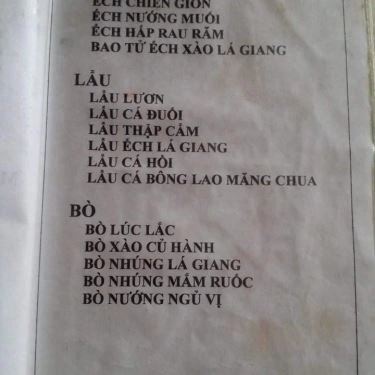 ẾCH CHIÊN GIÒN
ẾCH NƯỚNG MUỐI
ẾCH HẤP RAU RĂM
BAO TỬ ẾCH XÀO LÁ GIANG
LẨU
LẨU LƯƠN
LẨU CÁ ĐUỐI
LẨU THẬP CẨM
LẨU ẾCH LÁ GIANG
LẨU CÁ HỒI
LẨU CÁ BÔNG LAO MĂNG CHUA
BÒ
BÒ LÚC LẮC
BÒ XÀO CỦ HÀNH
BÒ NHÚNG LÁ GIANG
BÒ NHÚNG MẮM RUỐC
BÒ NƯỚNG NGỦ VỊ